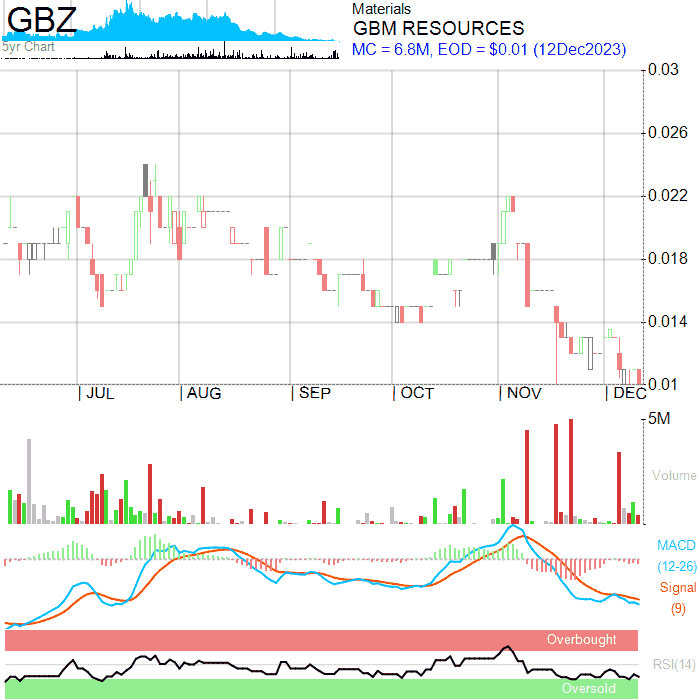 GBZ
5yr Chart
Materials
GBM RESOURCES
MC = 6.8M, EOD = $0.01 (12Dec2023)
0.03
0.026
0.022
0.018
0.014
0.01
JUL AUG SEP OCT NOV DEC
5M
Volume
MACD
(12-26)
Signal
(9)
Overbought
RSI(14)
Oversold